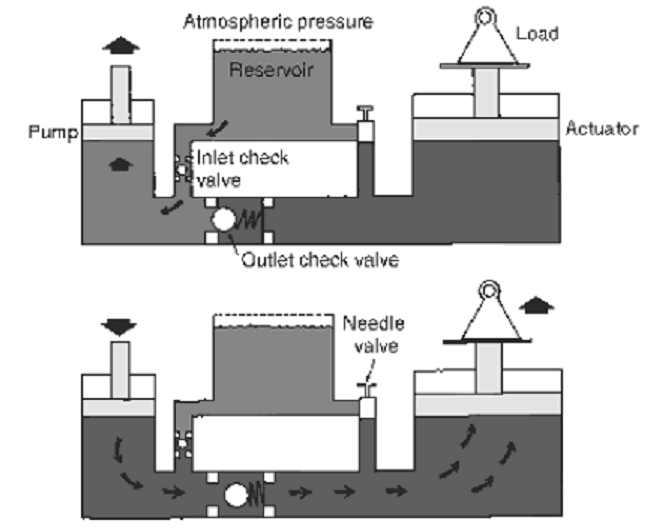 Atmospheric pressure
Load
Reservoir
Pump
Actuator
Inlet check
valve
Outlet check valve
Needle
valve